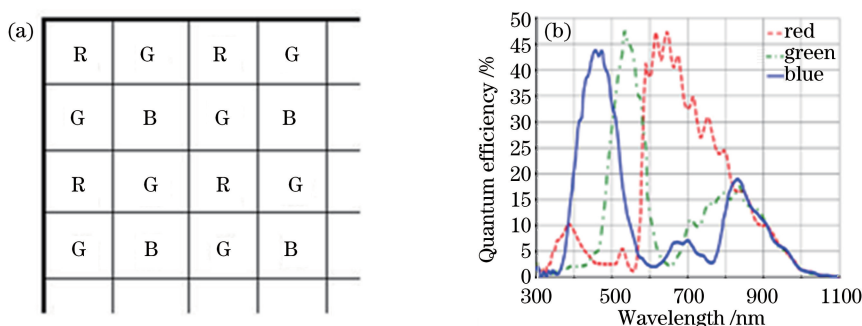 (a)
R G R G
G B G B
R G R G
G B G B
(b)
red
green
blue
Quantum efficiency /%
50
45
40
35
30
25
20
15
10
5
0
300 500 700 900 1100
Wavelength /nm